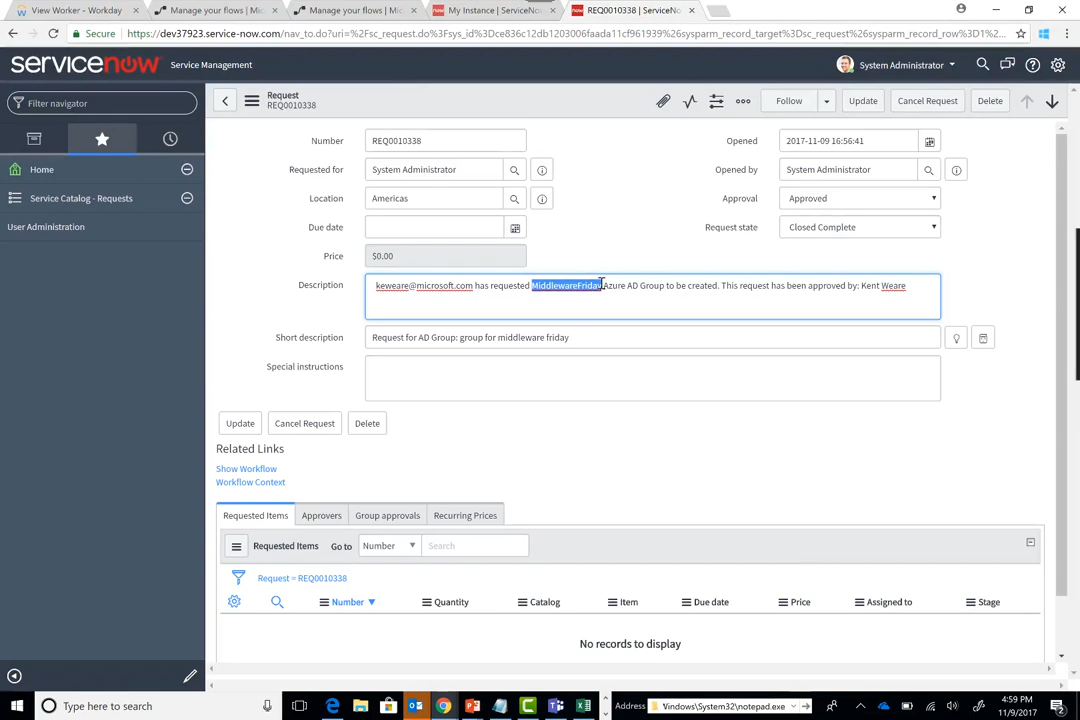 View Worker - Workday
Manage your flows | Mic
Manage your flows | Mic
My Instance | ServiceNo
REQ0010338 | ServiceNo
Secure
https://dev37923.service-now.com/nav_to.do?uri=%2Fsc_request.do%3Fsys_id%3Dce836c12db1203006faada11cf961939%26sysparm_record_target%3Dsc_request%26sysparm_record_row%3D1%...
servicenow
Service Management
System Administrator
Filter navigator
Home
Service Catalog - Requests
User Administration
Request
REQ0010338
Follow
Update
Cancel Request
Delete
Number
REQ0010338
Opened
2017-11-09 16:56:41
Requested for
System Administrator
Opened by
System Administrator
Location
Americas
Approval
Approved
Due date
Request state
Closed Complete
Price
$0.00
Description
keweare@microsoft.com has requested MiddlewareFriday Azure AD Group to be created. This request has been approved by: Kent Weare
Short description
Request for AD Group: group for middleware friday
Special instructions
Update
Cancel Request
Delete
Related Links
Show Workflow
Workflow Context
Requested Items
Approvers
Group approvals
Recurring Prices
Requested Items
Go to
Number
Search
Request = REQ0010338
Number
Quantity
Catalog
Item
Due date
Price
Assigned to
Stage
No records to display
Type here to search
Address
\Windows\System32\notepad.exe
4:59 PM
11/9/2017
2